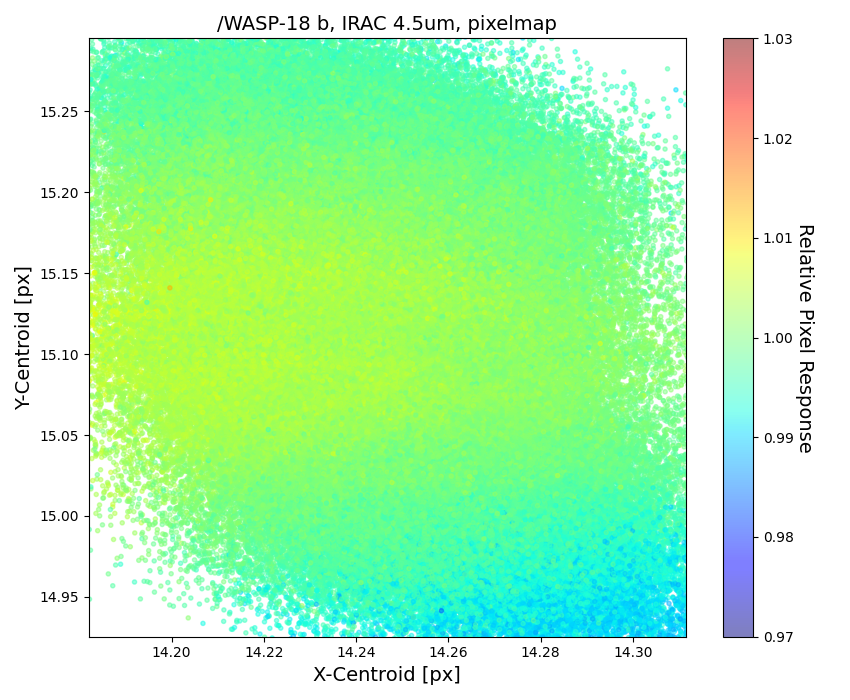 /WASP-18 b, IRAC 4.5um, pixelmap
15.25
15.20
15.15
15.10
15.05
15.00
14.95
Y-Centroid [px]
14.20 14.22 14.24 14.26 14.28 14.30
X-Centroid [px]
1.03
1.02
1.01
1.00
0.99
0.98
0.97
Relative Pixel Response